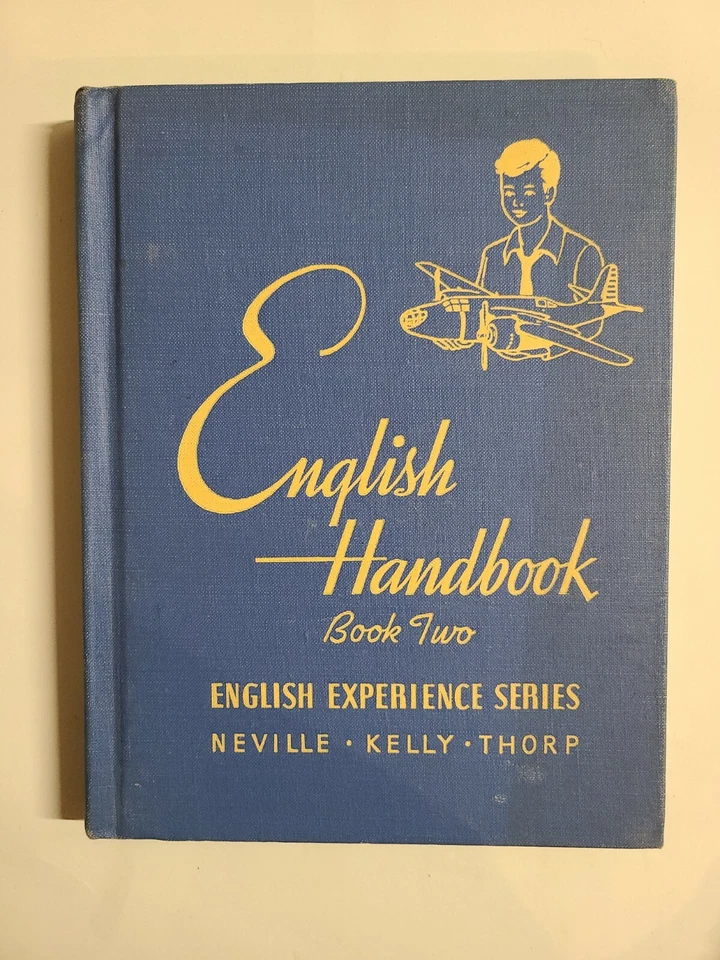 English
Handbook
Book Two
ENGLISH EXPERIENCE SERIES
NEVILLE · KELLY · THORP